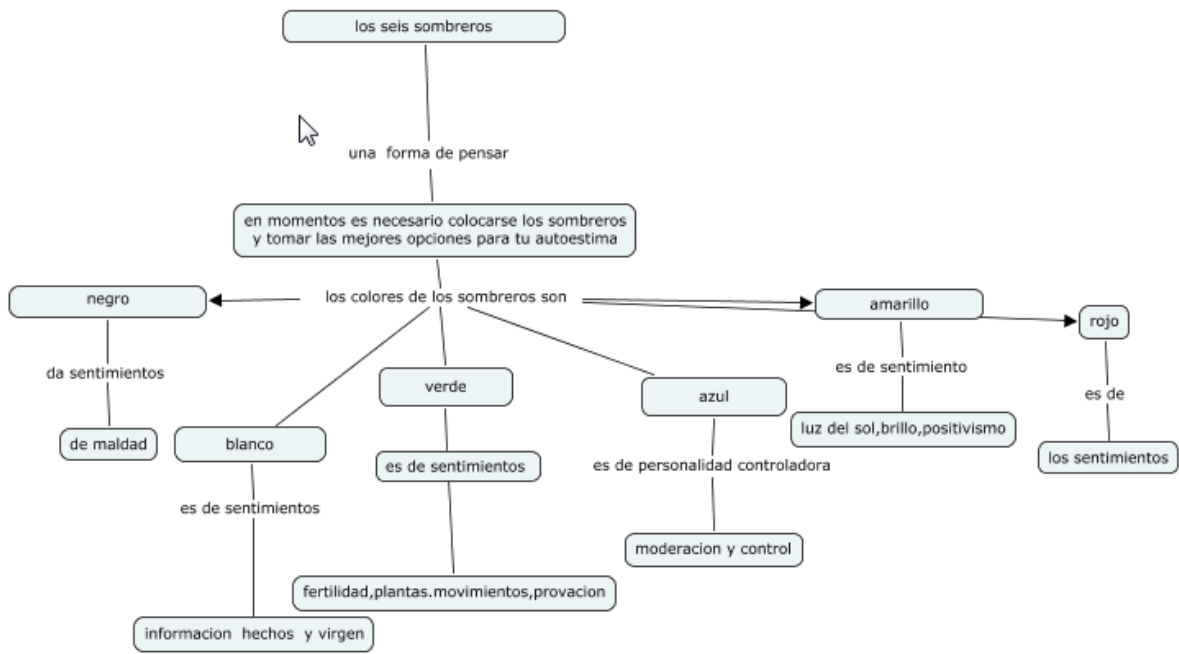 los seis sombreros
una forma de pensar
en momentos es necesario colocarse los sombreros
y tomar las mejores opciones para tu autoestima
los colores de los sombreros son
negro
da sentimientos
de maldad
blanco
es de sentimientos
informacion hechos y virgen
verde
es de sentimientos
fertilidad,plantas.movimientos,provacion
azul
es de personalidad controladora
moderacion y control
amarillo
es de sentimiento
luz del sol,brillo,positivismo
rojo
es de
los sentimientos